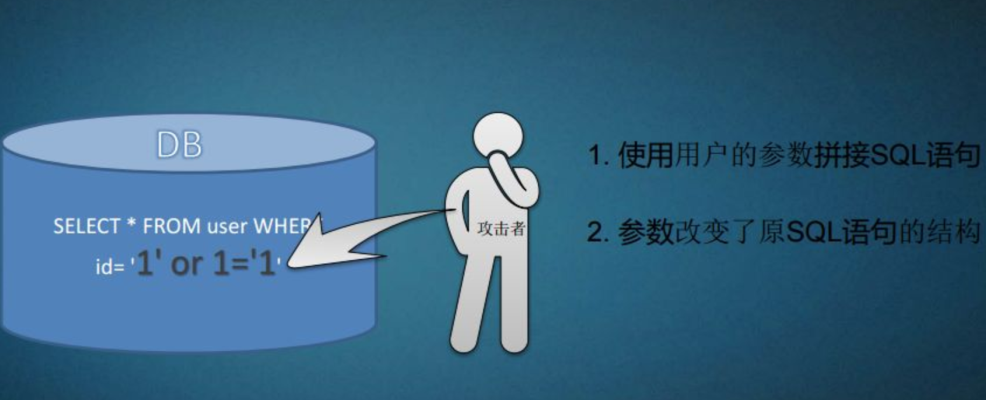 DB
SELECT * FROM user WHER
id= '1' or 1='1'
攻击者
1. 使用用户的参数拼接SQL语句
2. 参数改变了原SQL语句的结构